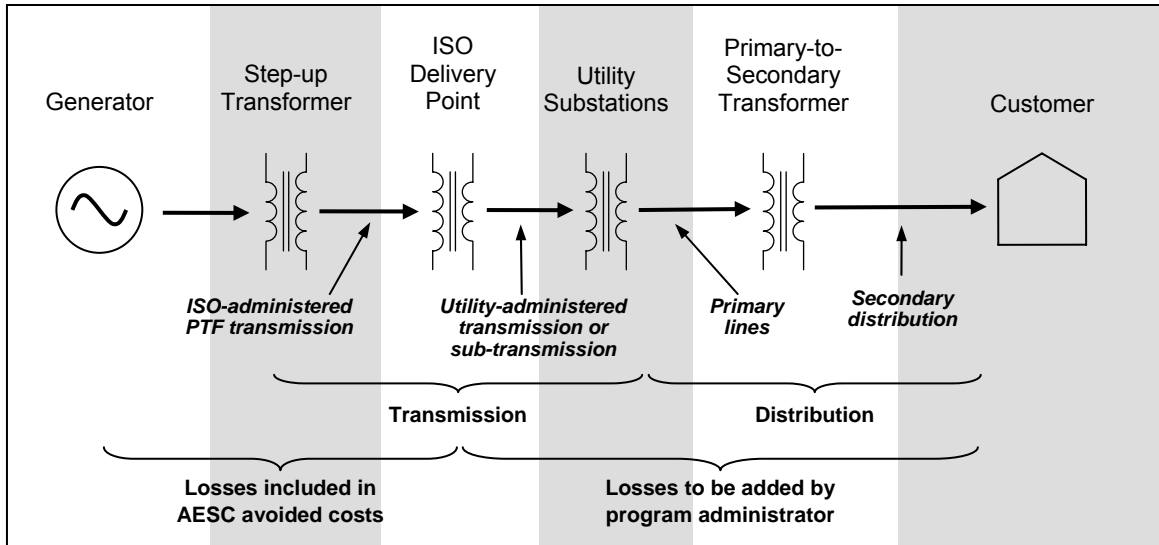 Generator
Step-up
Transformer
ISO
Delivery
Point
Utility
Substations
Primary-to-
Secondary
Transformer
Customer
ISO-administered
PTF transmission
Utility-administered
transmission or
sub-transmission
Primary
lines
Secondary
distribution
Transmission
Distribution
Losses included in
AESC avoided costs
Losses to be added by
program administrator